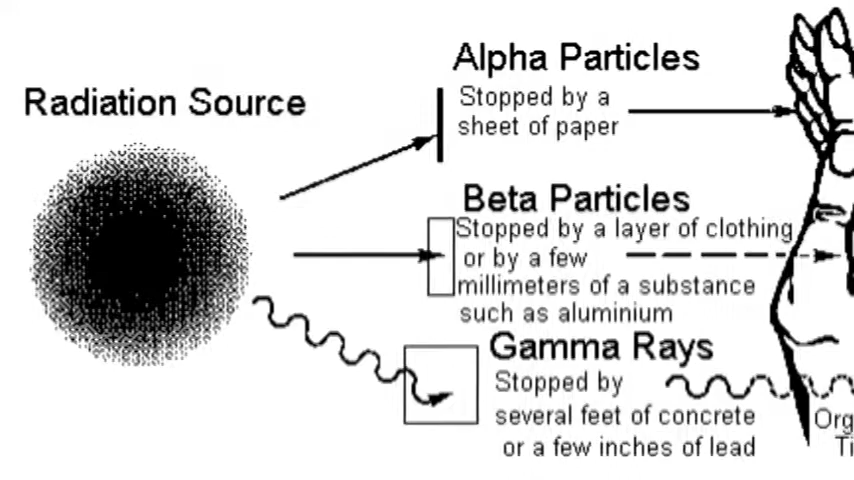 Radiation Source
Alpha Particles
Stopped by a
sheet of paper
Beta Particles
Stopped by a layer of clothing
or by a few
millimeters of a substance
such as aluminium
Gamma Rays
Stopped by
several feet of concrete
or a few inches of lead